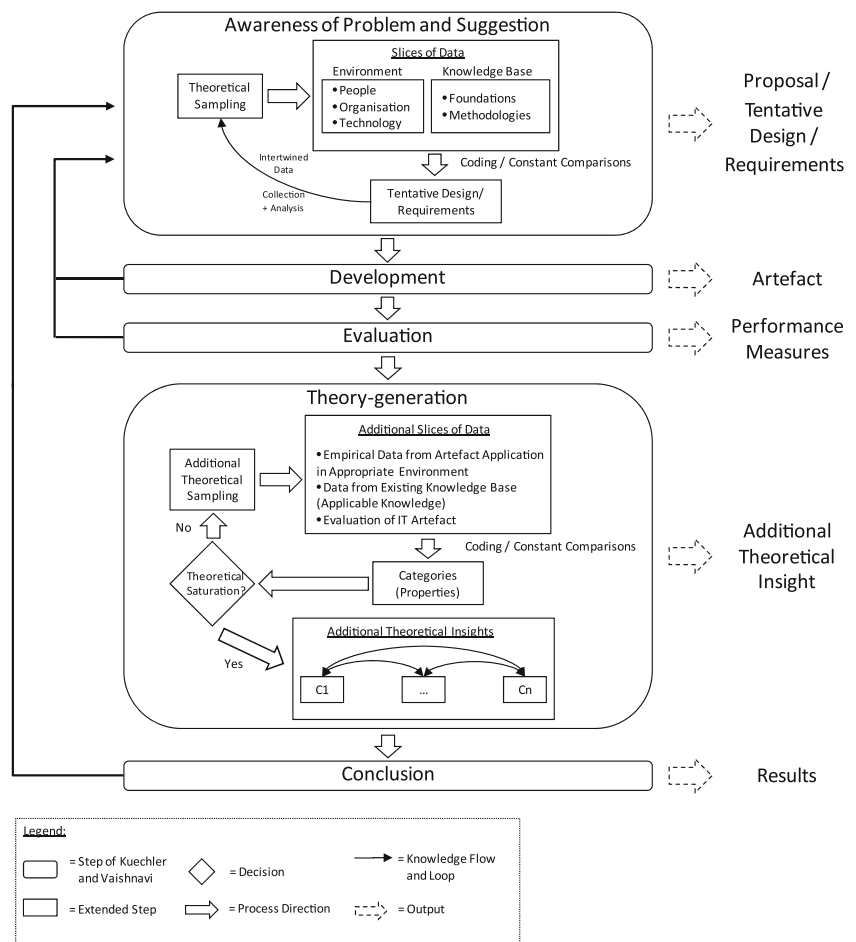 Awareness of Problem and Suggestion
Slices of Data
Environment
Knowledge Base
Theoretical
Sampling
•People
•Organisation
•Technology
•Foundations
•Methodologies
Intertwined
Data
Collection
+ Analysis
Coding / Constant Comparisons
Tentative Design/
Requirements
Proposal /
Tentative
Design /
Requirements
Development
Artefact
Evaluation
Performance
Measures
Theory-generation
Additional Slices of Data
Additional
Theoretical
Sampling
•Empirical Data from Artefact Application
in Appropriate Environment
•Data from Existing Knowledge Base
(Applicable Knowledge)
•Evaluation of IT Artefact
No
Coding / Constant Comparisons
Theoretical
Saturation?
Categories
(Properties)
Yes
Additional Theoretical Insights
C1
...
Cn
Additional
Theoretical
Insight
Conclusion
Results
Legend:
= Step of Kuechler
and Vaishnavi
= Decision
= Knowledge Flow
and Loop
= Extended Step
= Process Direction
= Output